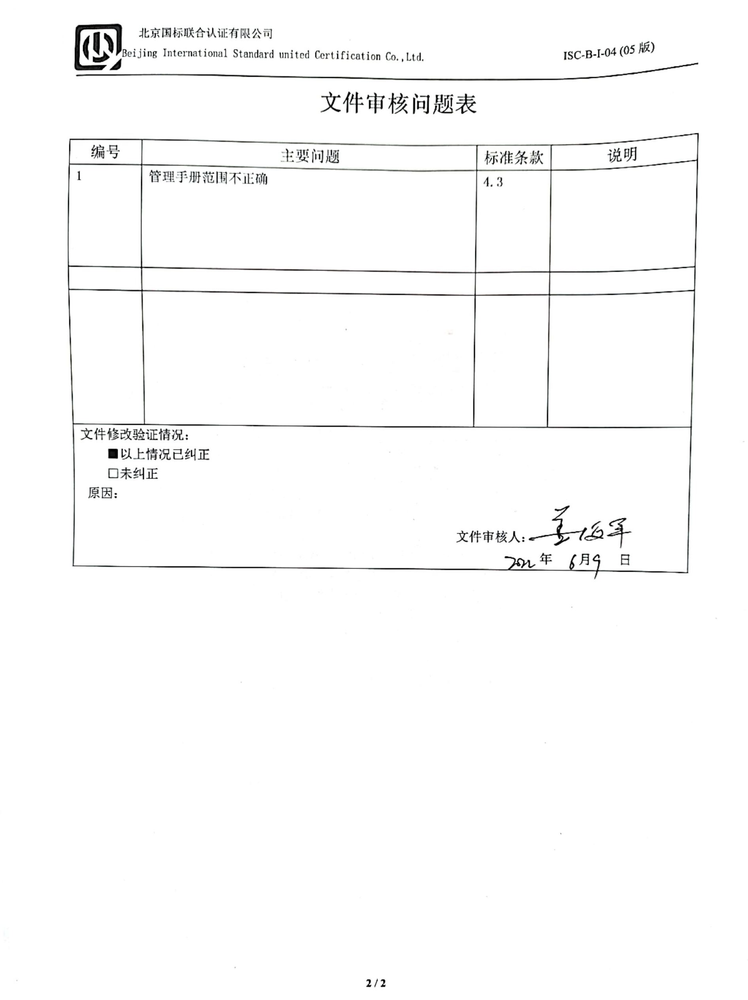 北京国标联合认证有限公司
Beijing International Standard united Certification Co.,Ltd.
ISC-B-I-04 (05 版)
文件审核问题表
编号 主要问题 标准条款 说明
1 管理手册范围不正确 4.3
文件修改验证情况：
■以上情况已纠正
□未纠正
原因：
文件审核人：
2022 年 6月9 日
2 / 2